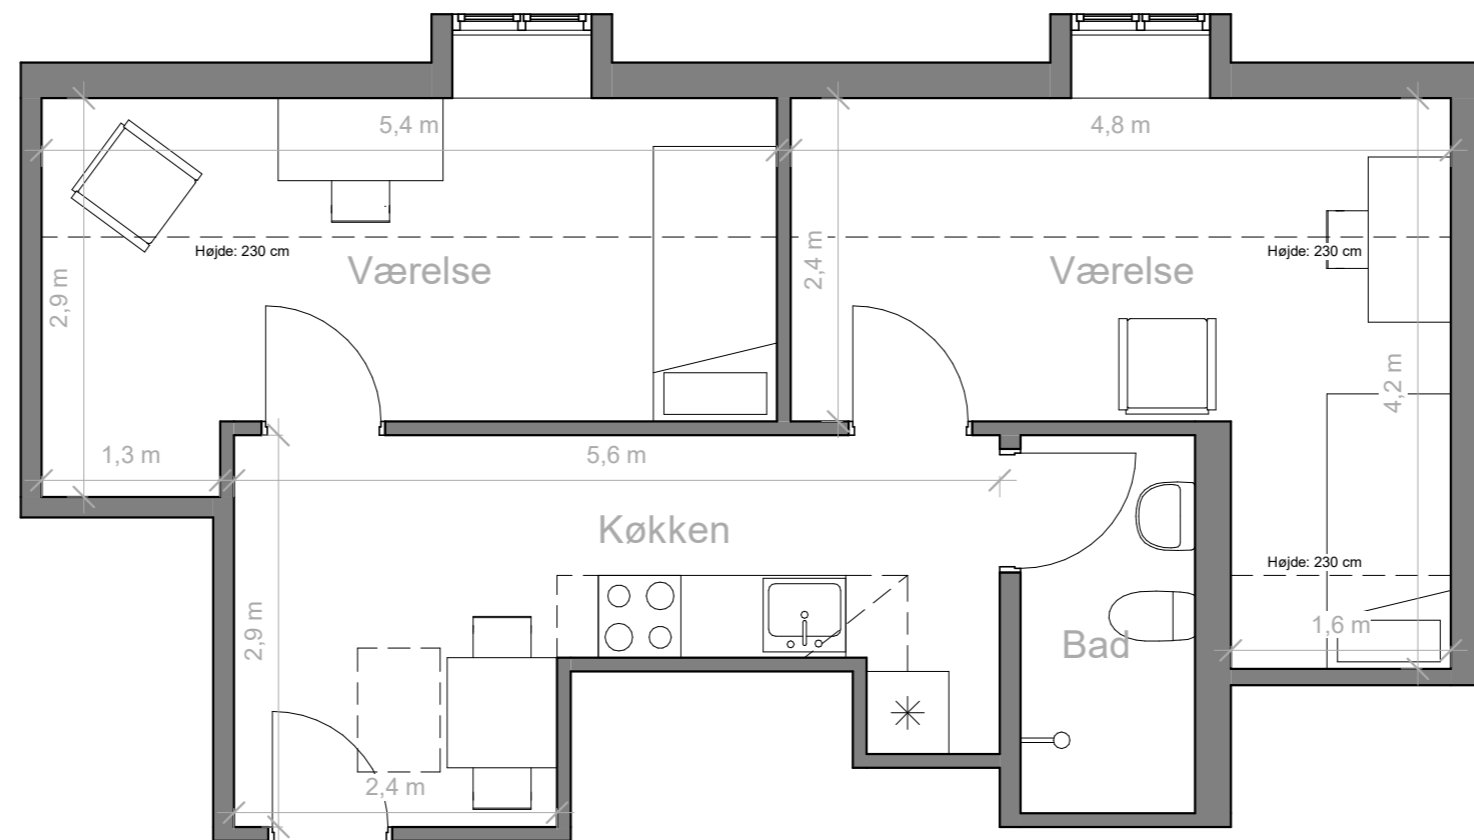 5,4 m
4,8 m
Højde: 230 cm
Værelse
2,9 m
2,4 m
Værelse
Højde: 230 cm
4,2 m
1,3 m
5,6 m
Køkken
Højde: 230 cm
2,9 m
Bad
1,6 m
2,4 m